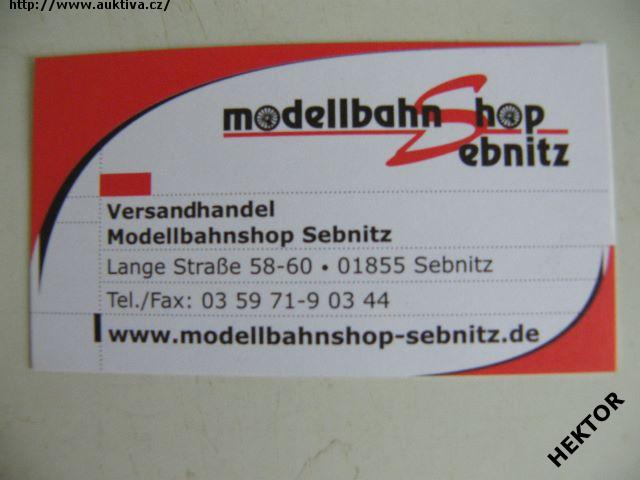 http://www.auktiva.cz/
modellbahn Shop
Sebnitz
Versandhandel
Modellbahnshop Sebnitz
Lange Straße 58-60 • 01855 Sebnitz
Tel./Fax: 03 59 71-9 03 44
www.modellbahnshop-sebnitz.de
HEKTOR